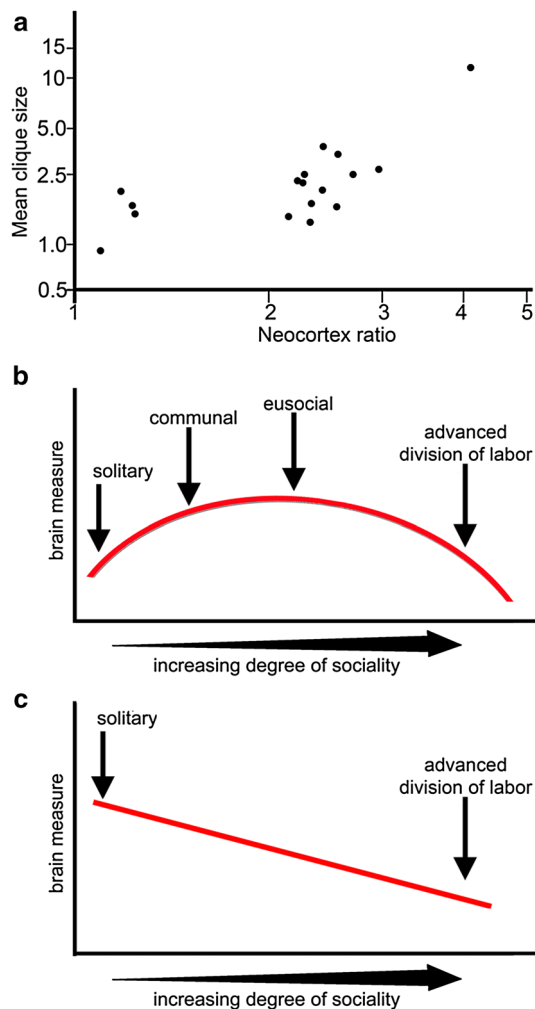 a
Mean clique size
15
10
5.0
2.5
1.0
0.5
1
2
3
4
5
Neocortex ratio
b
brain measure
solitary
communal
eusocial
advanced
division of labor
increasing degree of sociality
c
brain measure
solitary
advanced
division of labor
increasing degree of sociality